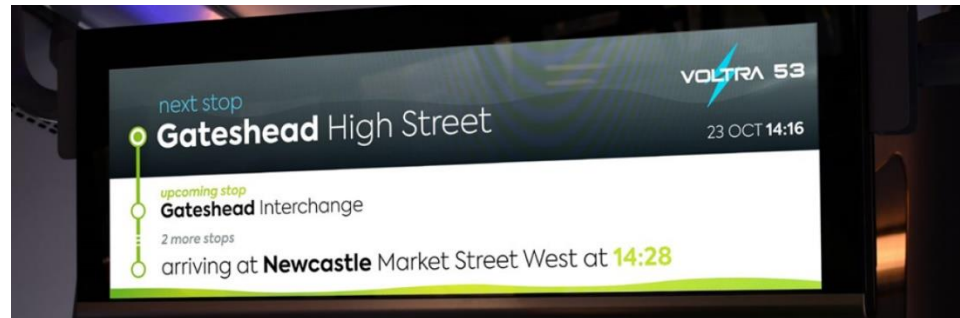 VOLTRA 53
next stop
Gateshead High Street
23 OCT 14:16
upcoming stop
Gateshead Interchange
2 more stops
arriving at Newcastle Market Street West at 14:28